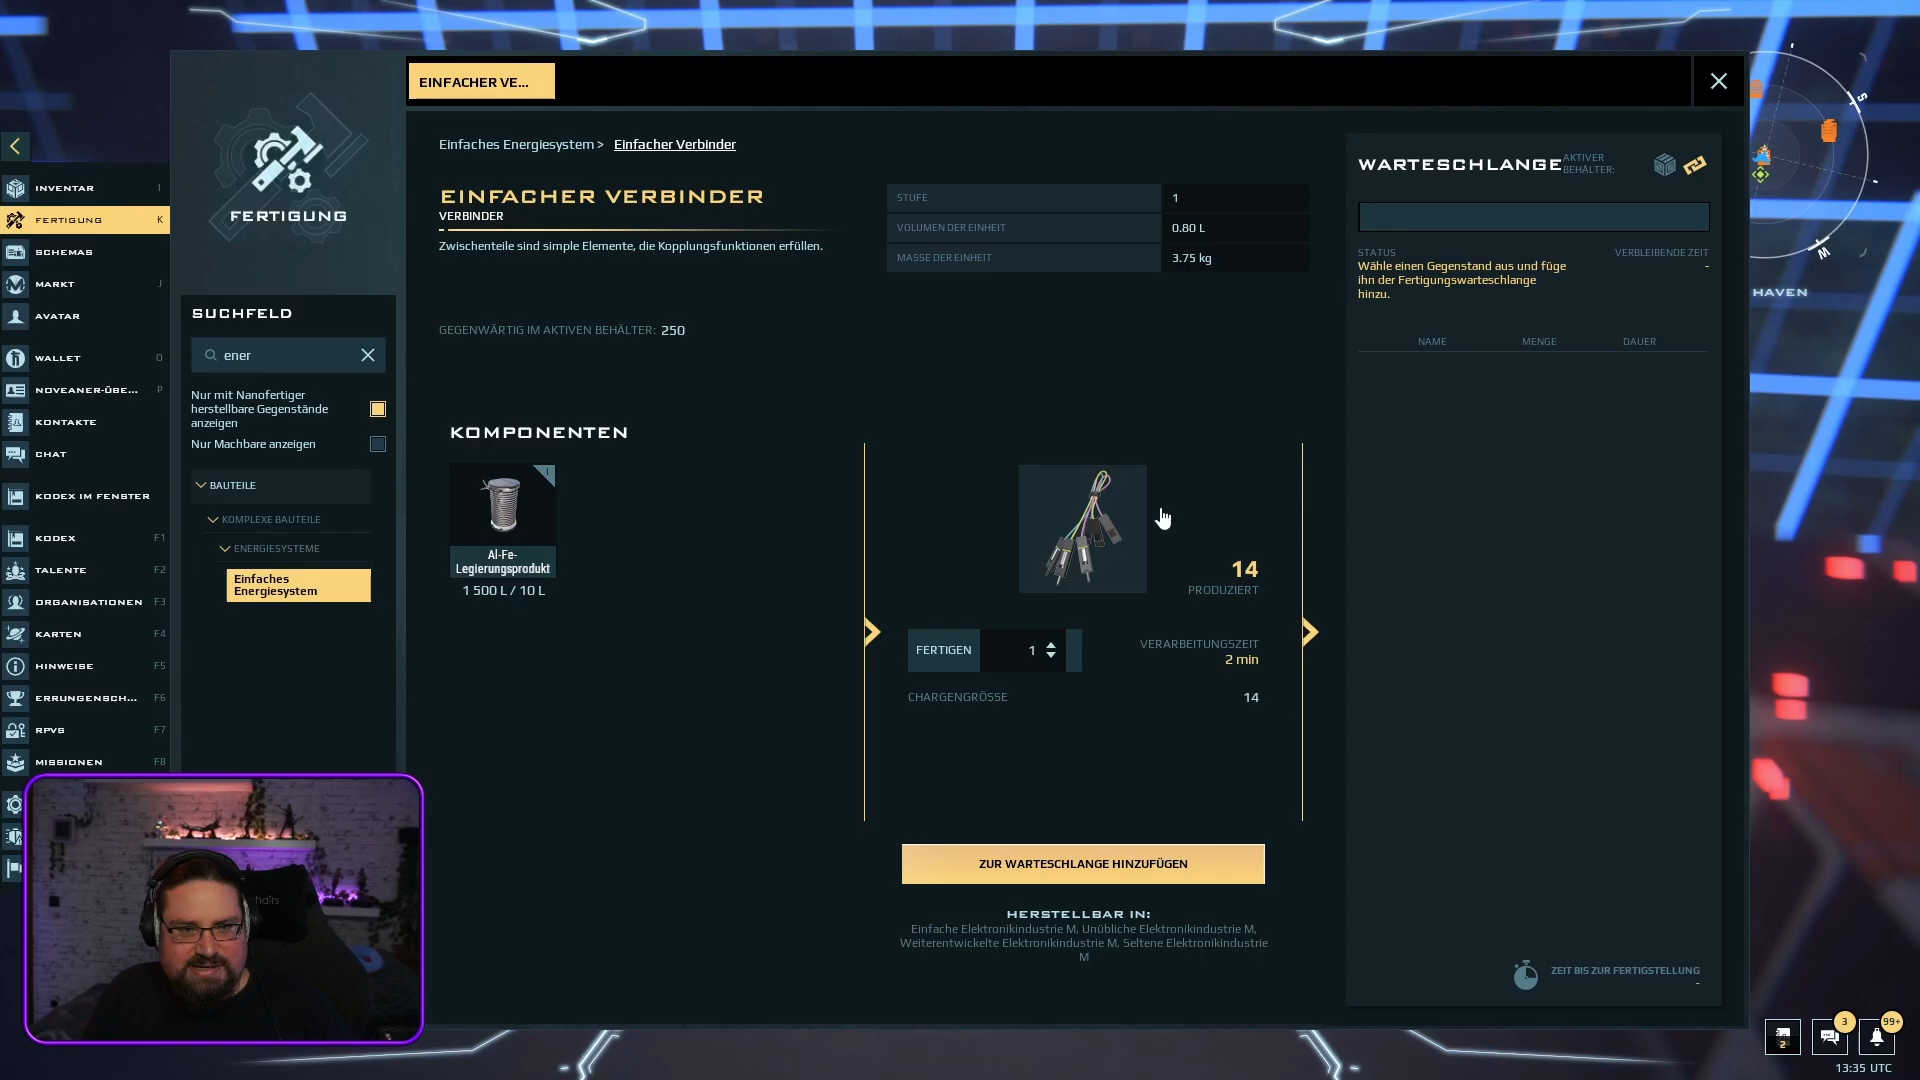 EINFACHER VE...
INVENTAR I
FERTIGUNG K
SCHEMAS
MARKT J
AVATAR
WALLET O
NOVEANER-ÜBE... P
KONTAKTE
CHAT
KODEX IM FENSTER
KODEX F1
TALENTE F2
ORGANISATIONEN F3
KARTEN F4
HINWEISE F5
ERRUNGENSCH... F6
RPVS F7
MISSIONEN F8
FERTIGUNG
SUCHFELD
ener
Nur mit Nanofertiger
herstellbare Gegenstände
anzeigen
Nur Machbare anzeigen
BAUTEILE
KOMPLEXE BAUTEILE
ENERGIESYSTEME
Einfaches
Energiesystem
Einfaches Energiesystem > Einfacher Verbinder
EINFACHER VERBINDER
VERBINDER
Zwischenteile sind simple Elemente, die Kopplungsfunktionen erfüllen.
STUFE 1
VOLUMEN DER EINHEIT 0.80 L
MASSE DER EINHEIT 3.75 kg
GEGENWÄRTIG IM AKTIVEN BEHÄLTER: 250
KOMPONENTEN
I
Al-Fe-
Legierungsprodukt
1 500 L / 10 L
14
PRODUZIERT
FERTIGEN 1
VERARBEITUNGSZEIT
2 min
CHARGENGRÖSSE 14
ZUR WARTESCHLANGE HINZUFÜGEN
HERSTELLBAR IN:
Einfache Elektronikindustrie M, Unübliche Elektronikindustrie M,
Weiterentwickelte Elektronikindustrie M, Seltene Elektronikindustrie
M
WARTESCHLANGE
AKTIVER
BEHÄLTER:
STATUS
VERBLEIBENDE ZEIT
Wähle einen Gegenstand aus und füge
ihn der Fertigungswarteschlange
hinzu.
-
NAME MENGE DAUER
ZEIT BIS ZUR FERTIGSTELLUNG
-
S
W
HAVEN
hairs
2
3
99+
13:35 UTC